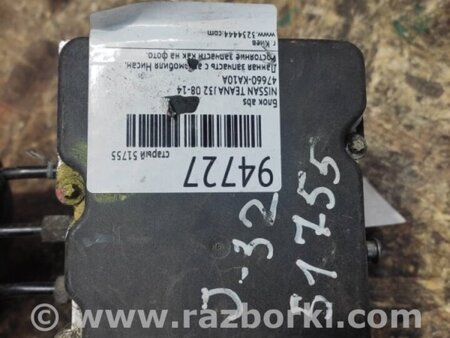 94727
старый 51755
Блок abs
NISSAN TEANA J32 08-14
47660-KA10A
Данная запчасть с автомобиля Ниссан.
Состояние запчасти как на фото.
г Киев
www.5234444.com
J-32
51755
www.razborki.com